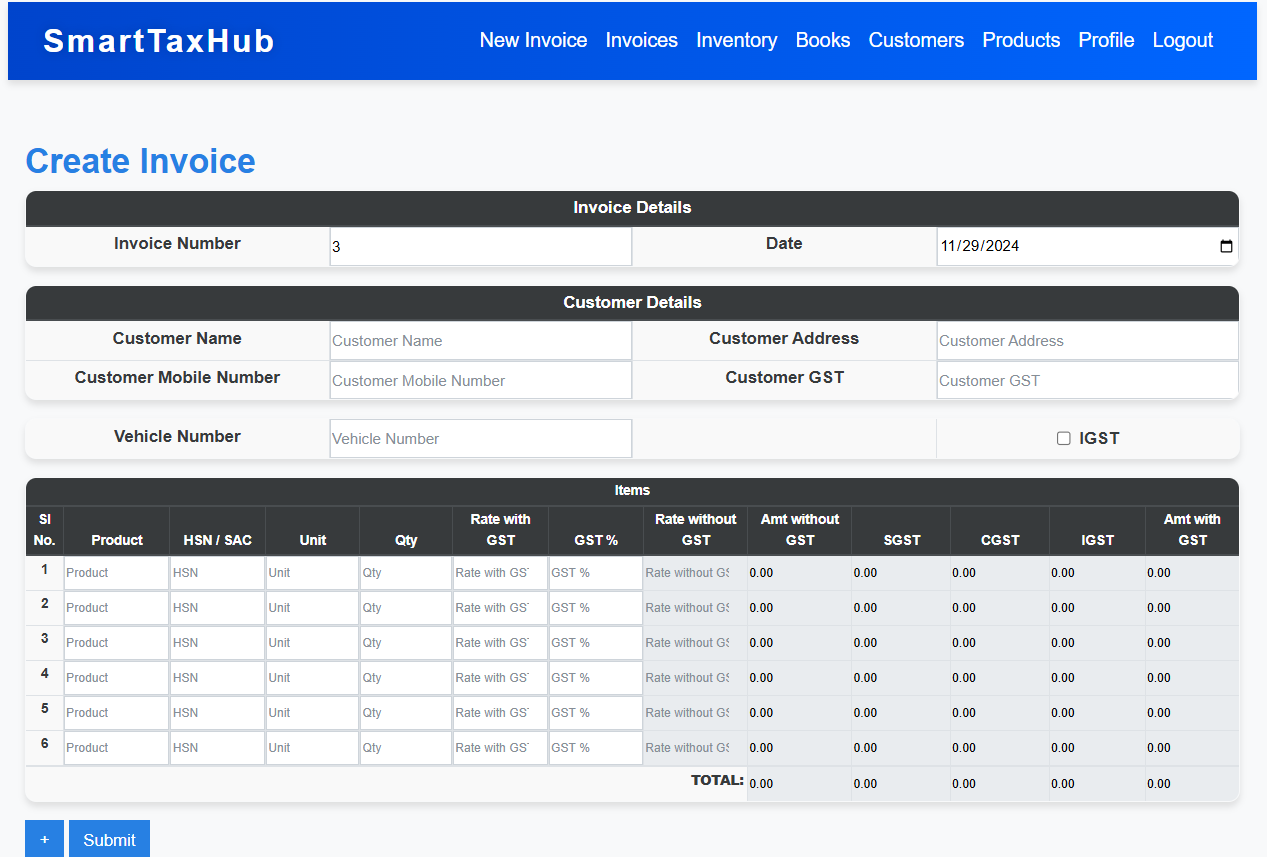 SmartTaxHub New Invoice Invoices Inventory Books Customers Products Profile Logout
Create Invoice
Invoice Details
Invoice Number 3 Date 11/29/2024
Customer Details
Customer Name Customer Name Customer Address Customer Address
Customer Mobile Number Customer Mobile Number Customer GST Customer GST
Vehicle Number Vehicle Number IGST
Items
Sl No. Product HSN / SAC Unit Qty Rate with GST GST % Rate without GST Amt without GST SGST CGST IGST Amt with GST
1 Product HSN Unit Qty Rate with GST GST % Rate without GS 0.00 0.00 0.00 0.00 0.00
2 Product HSN Unit Qty Rate with GST GST % Rate without GS 0.00 0.00 0.00 0.00 0.00
3 Product HSN Unit Qty Rate with GST GST % Rate without GS 0.00 0.00 0.00 0.00 0.00
4 Product HSN Unit Qty Rate with GST GST % Rate without GS 0.00 0.00 0.00 0.00 0.00
5 Product HSN Unit Qty Rate with GST GST % Rate without GS 0.00 0.00 0.00 0.00 0.00
6 Product HSN Unit Qty Rate with GST GST % Rate without GS 0.00 0.00 0.00 0.00 0.00
TOTAL: 0.00 0.00 0.00 0.00 0.00
+ Submit